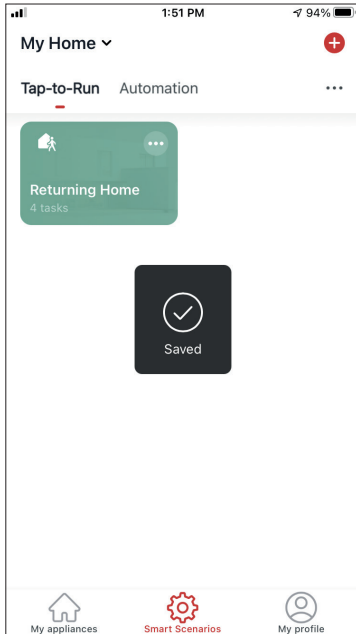 1:51 PM
94%
My Home
Tap-to-Run Automation
Returning Home
4 tasks
Saved
My appliances Smart Scenarios My profile